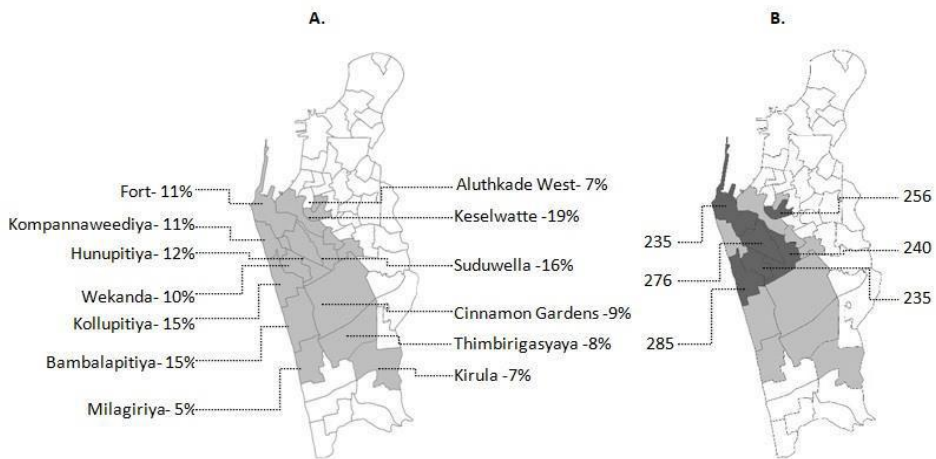 A.
Fort- 11%
Kompannaweediya- 11%
Hunupitiya- 12%
Wekanda- 10%
Kollupitiya- 15%
Bambalapitiya- 15%
Milagiriya- 5%
Aluthkade West- 7%
Keselwatte -19%
Suduwella -16%
Cinnamon Gardens -9%
Thimbirigasyaya -8%
Kirula -7%
B.
235
276
285
256
240
235